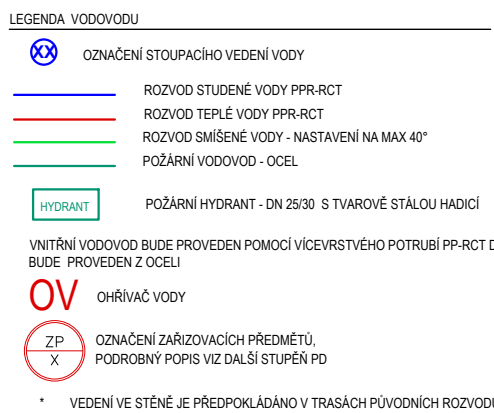 LEGENDA VODOVODU
XX OZNAČENÍ STOUPACÍHO VEDENÍ VODY
ROZVOD STUDENÉ VODY PPR-RCT
ROZVOD TEPLÉ VODY PPR-RCT
ROZVOD SMÍŠENÉ VODY - NASTAVENÍ NA MAX 40°
POŽÁRNÍ VODOVOD - OCEL
HYDRANT POŽÁRNÍ HYDRANT - DN 25/30 S TVAROVĚ STÁLOU HADICÍ
VNITŘNÍ VODOVOD BUDE PROVEDEN POMOCÍ VÍCEVRSTVÉHO POTRUBÍ PP-RCT
BUDE PROVEDEN Z OCELI
OV OHŘÍVAČ VODY
ZP OZNAČENÍ ZAŘIZOVACÍCH PŘEDMĚTŮ,
X PODROBNÝ POPIS VIZ DALŠÍ STUPĚŇ PD
* VEDENÍ VE STĚNĚ JE PŘEDPOKLÁDÁNO V TRASÁCH PŮVODNÍCH ROZVODŮ